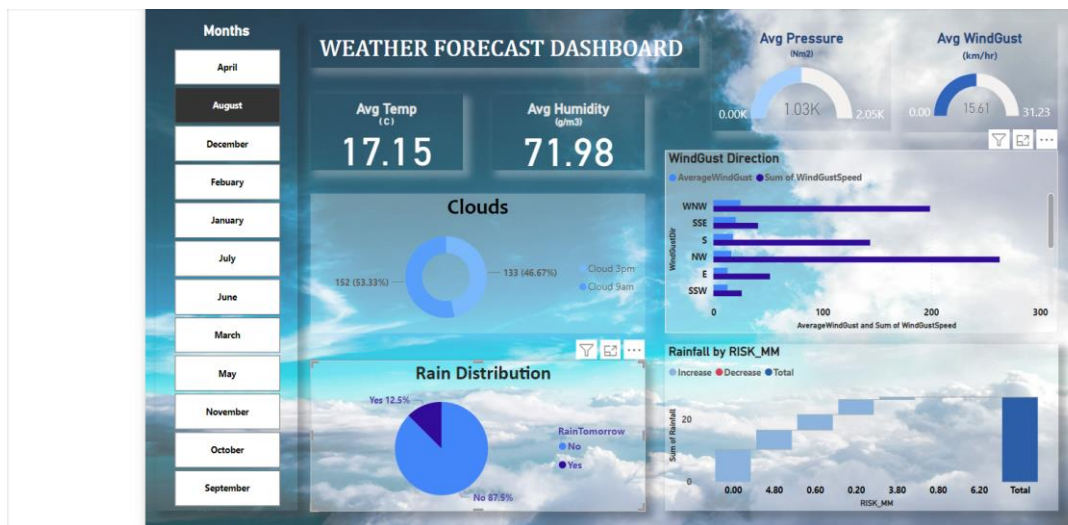 Months
April
August
December
Febuary
January
July
June
March
May
November
October
September
WEATHER FORECAST DASHBOARD
Avg Temp
( C )
17.15
Avg Humidity
(g/m3)
71.98
Avg Pressure
(Nm2)
0.00K
1.03K
2.05K
Avg WindGust
(km/hr)
0.00
15.61
31.23
Clouds
152 (53.33%)
133 (46.67%)
Cloud 3pm
Cloud 9am
WindGust Direction
AverageWindGust Sum of WindGustSpeed
WindGustDir
WNW
SSE
S
NW
E
SSW
0 100 200 300
AverageWindGust and Sum of WindGustSpeed
Rain Distribution
Yes 12.5%
No 87.5%
RainTomorrow
No
Yes
Rainfall by RISK_MM
Increase Decrease Total
Sum of Rainfall
20
0
0.00 4.80 0.60 0.20 3.80 0.80 6.20 Total
RISK_MM